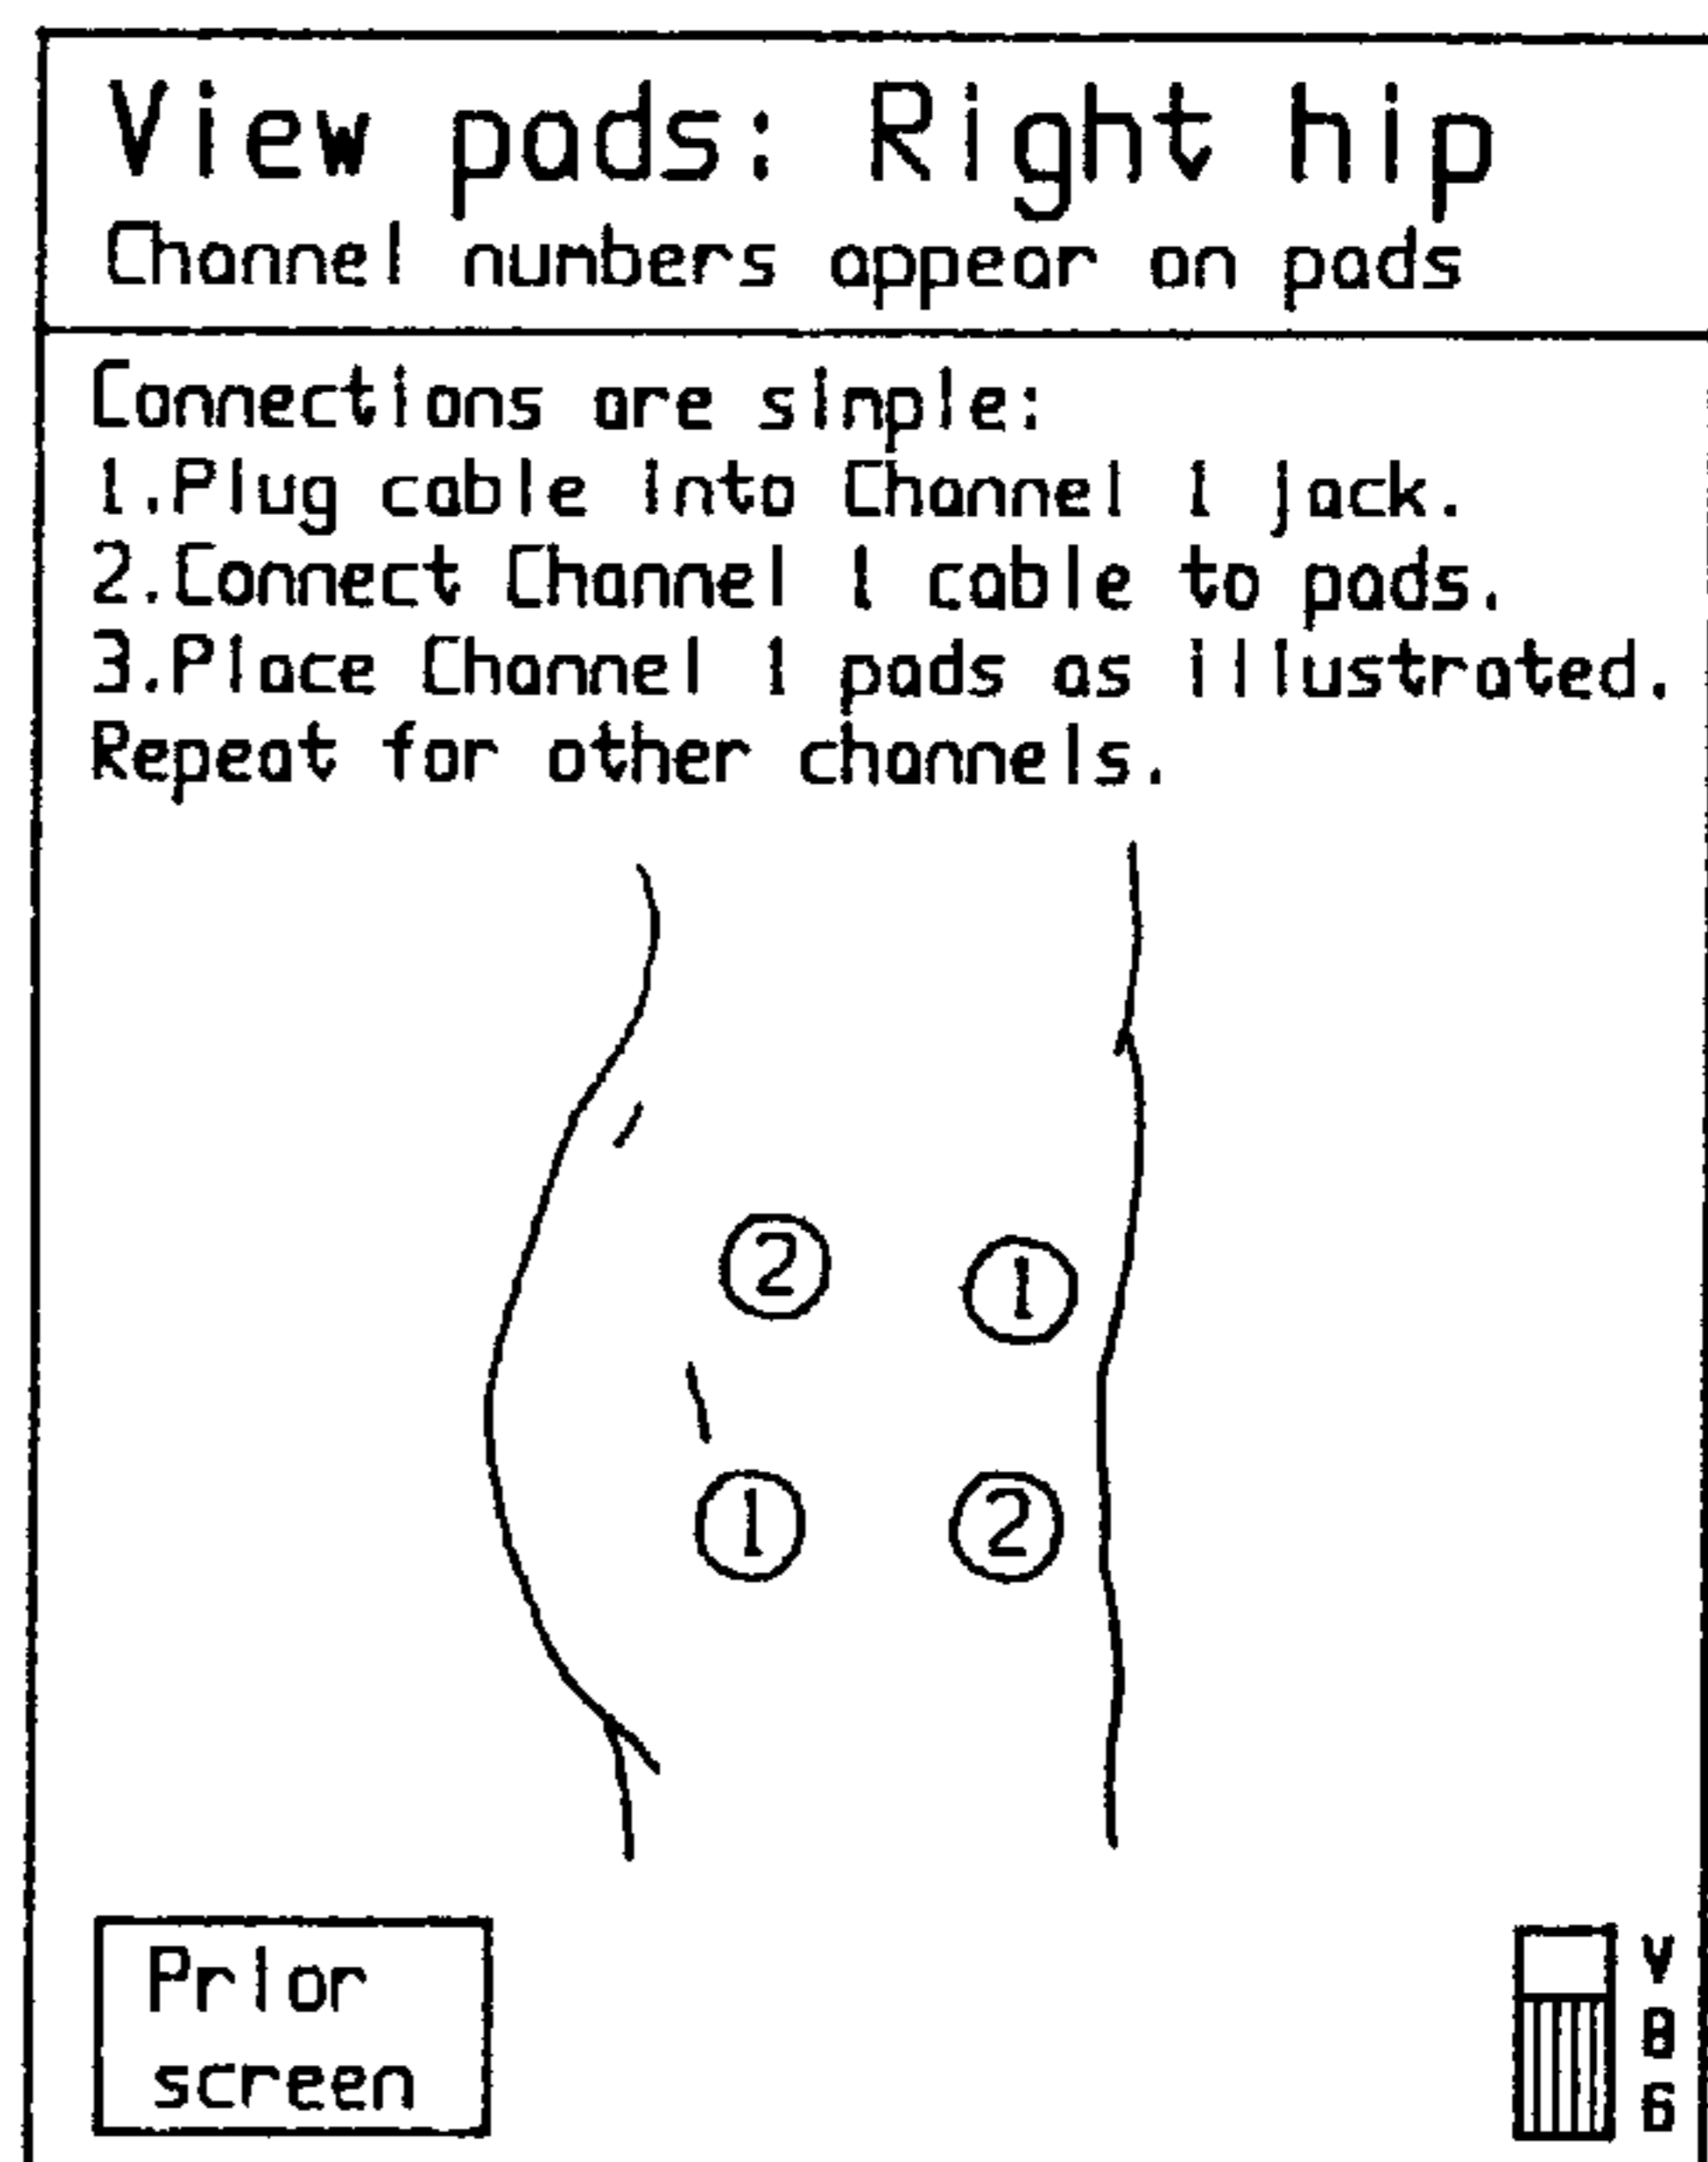 View pads: Right hip
Channel numbers appear on pads
Connections are simple:
1.Plug cable into Channel 1 jack.
2.Connect Channel 1 cable to pads.
3.Place Channel 1 pads as illustrated.
Repeat for other channels.
2 1
1 2
Prior
screen
V
8
6